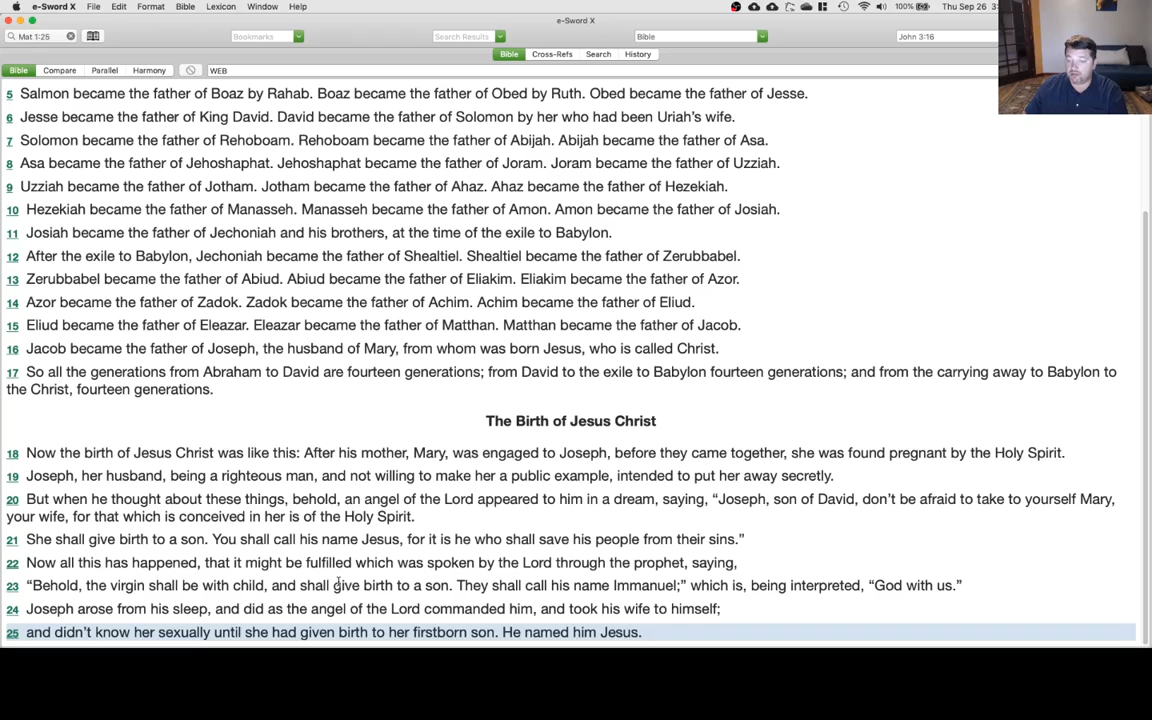 e-Sword X File Edit Format Bible Lexicon Window Help 100% Thu Sep 26
e-Sword X
Mat 1:25 Bookmarks Search Results Bible John 3:16
Bible Cross-Refs Search History
Bible Compare Parallel Harmony WEB
5 Salmon became the father of Boaz by Rahab. Boaz became the father of Obed by Ruth. Obed became the father of Jesse.
6 Jesse became the father of King David. David became the father of Solomon by her who had been Uriah's wife.
7 Solomon became the father of Rehoboam. Rehoboam became the father of Abijah. Abijah became the father of Asa.
8 Asa became the father of Jehoshaphat. Jehoshaphat became the father of Joram. Joram became the father of Uzziah.
9 Uzziah became the father of Jotham. Jotham became the father of Ahaz. Ahaz became the father of Hezekiah.
10 Hezekiah became the father of Manasseh. Manasseh became the father of Amon. Amon became the father of Josiah.
11 Josiah became the father of Jechoniah and his brothers, at the time of the exile to Babylon.
12 After the exile to Babylon, Jechoniah became the father of Shealtiel. Shealtiel became the father of Zerubbabel.
13 Zerubbabel became the father of Abiud. Abiud became the father of Eliakim. Eliakim became the father of Azor.
14 Azor became the father of Zadok. Zadok became the father of Achim. Achim became the father of Eliud.
15 Eliud became the father of Eleazar. Eleazar became the father of Matthan. Matthan became the father of Jacob.
16 Jacob became the father of Joseph, the husband of Mary, from whom was born Jesus, who is called Christ.
17 So all the generations from Abraham to David are fourteen generations; from David to the exile to Babylon fourteen generations; and from the carrying away to Babylon to
the Christ, fourteen generations.
The Birth of Jesus Christ
18 Now the birth of Jesus Christ was like this: After his mother, Mary, was engaged to Joseph, before they came together, she was found pregnant by the Holy Spirit.
19 Joseph, her husband, being a righteous man, and not willing to make her a public example, intended to put her away secretly.
20 But when he thought about these things, behold, an angel of the Lord appeared to him in a dream, saying, “Joseph, son of David, don't be afraid to take to yourself Mary,
your wife, for that which is conceived in her is of the Holy Spirit.
21 She shall give birth to a son. You shall call his name Jesus, for it is he who shall save his people from their sins.”
22 Now all this has happened, that it might be fulfilled which was spoken by the Lord through the prophet, saying,
23 “Behold, the virgin shall be with child, and shall give birth to a son. They shall call his name Immanuel;” which is, being interpreted, “God with us.”
24 Joseph arose from his sleep, and did as the angel of the Lord commanded him, and took his wife to himself;
25 and didn't know her sexually until she had given birth to her firstborn son. He named him Jesus.